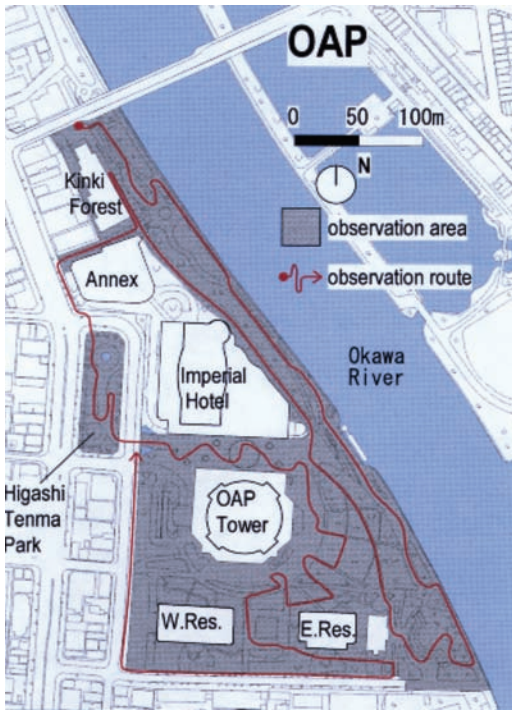 OAP
0 50 100m
N
observation area
observation route
Kinki
Forest
Annex
Imperial
Hotel
Okawa
River
Higashi
Tenma
Park
OAP
Tower
W.Res.
E.Res.